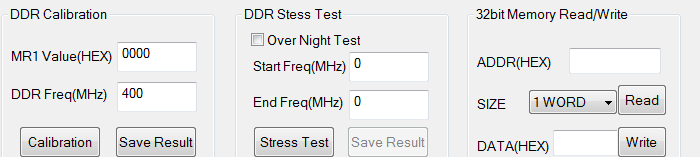 DDR Calibration
MR1 Value(HEX) 0000
DDR Freq(MHz) 400
Calibration Save Result
DDR Stess Test
Over Night Test
Start Freq(MHz) 0
End Freq(MHz) 0
Stress Test Save Result
32bit Memory Read/Write
ADDR(HEX)
SIZE 1 WORD Read
DATA(HEX) Write